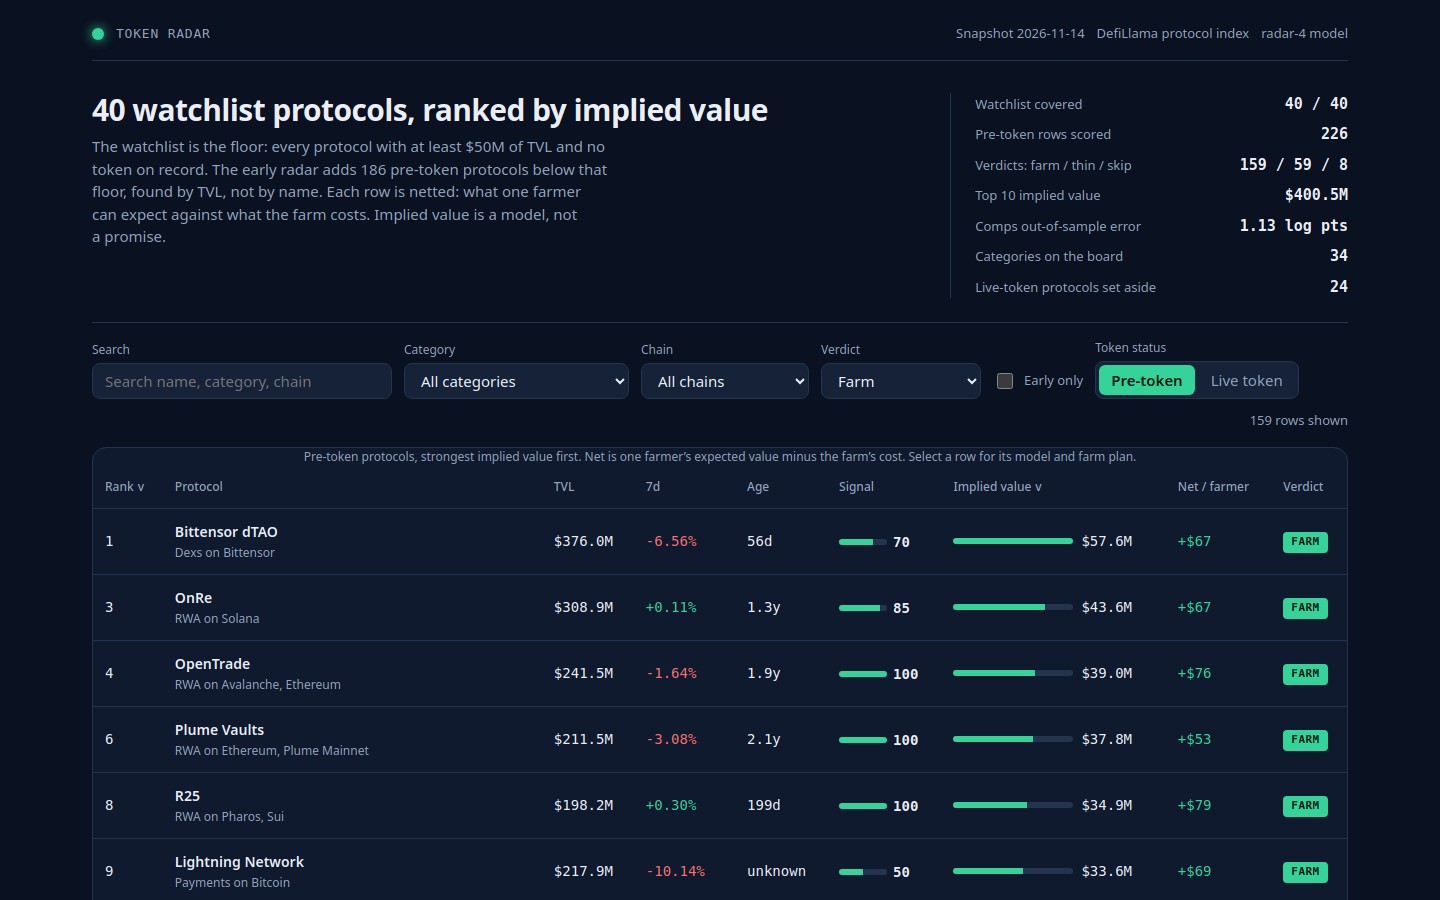 TOKEN RADAR
Snapshot 2026-11-14 DefiLlama protocol index radar-4 model
40 watchlist protocols, ranked by implied value
The watchlist is the floor: every protocol with at least $50M of TVL and no
token on record. The early radar adds 186 pre-token protocols below that
floor, found by TVL, not by name. Each row is netted: what one farmer
can expect against what the farm costs. Implied value is a model, not
a promise.
Watchlist covered 40 / 40
Pre-token rows scored 226
Verdicts: farm / thin / skip 159 / 59 / 8
Top 10 implied value $400.5M
Comps out-of-sample error 1.13 log pts
Categories on the board 34
Live-token protocols set aside 24
Search Category Chain Verdict Token status
Search name, category, chain All categories All chains Farm Early only Pre-token Live token
159 rows shown
Pre-token protocols, strongest implied value first. Net is one farmer's expected value minus the farm's cost. Select a row for its model and farm plan.
Rank v Protocol TVL 7d Age Signal Implied value v Net / farmer Verdict
1 Bittensor dTAO $376.0M -6.56% 56d 70 $57.6M +$67 FARM
Dexs on Bittensor
3 OnRe $308.9M +0.11% 1.3y 85 $43.6M +$67 FARM
RWA on Solana
4 OpenTrade $241.5M -1.64% 1.9y 100 $39.0M +$76 FARM
RWA on Avalanche, Ethereum
6 Plume Vaults $211.5M -3.08% 2.1y 100 $37.8M +$53 FARM
RWA on Ethereum, Plume Mainnet
8 R25 $198.2M +0.30% 199d 100 $34.9M +$79 FARM
RWA on Pharos, Sui
9 Lightning Network $217.9M -10.14% unknown 50 $33.6M +$69 FARM
Payments on Bitcoin